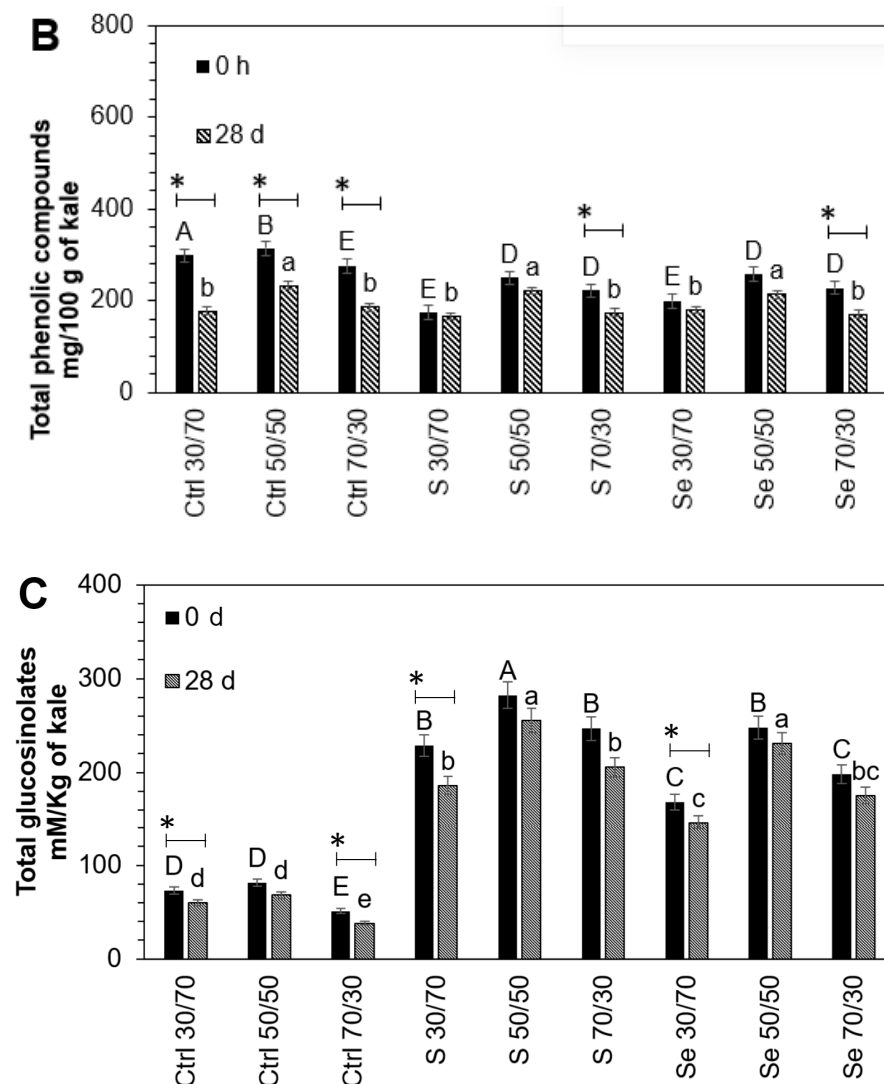 B
Total phenolic compounds
mg/100 g of kale
800
600
400
200
0
0 h
28 d
* * * * *
A b B a E b E b D a D b E b D a D b
Ctrl 30/70
Ctrl 50/50
Ctrl 70/30
S 30/70
S 50/50
S 70/30
Se 30/70
Se 50/50
Se 70/30
C
Total glucosinolates
mM/Kg of kale
400
300
200
100
0
0 d
28 d
* * * *
D d D d E e B b A a B b C c B a C bc
Ctrl 30/70
Ctrl 50/50
Ctrl 70/30
S 30/70
S 50/50
S 70/30
Se 30/70
Se 50/50
Se 70/30